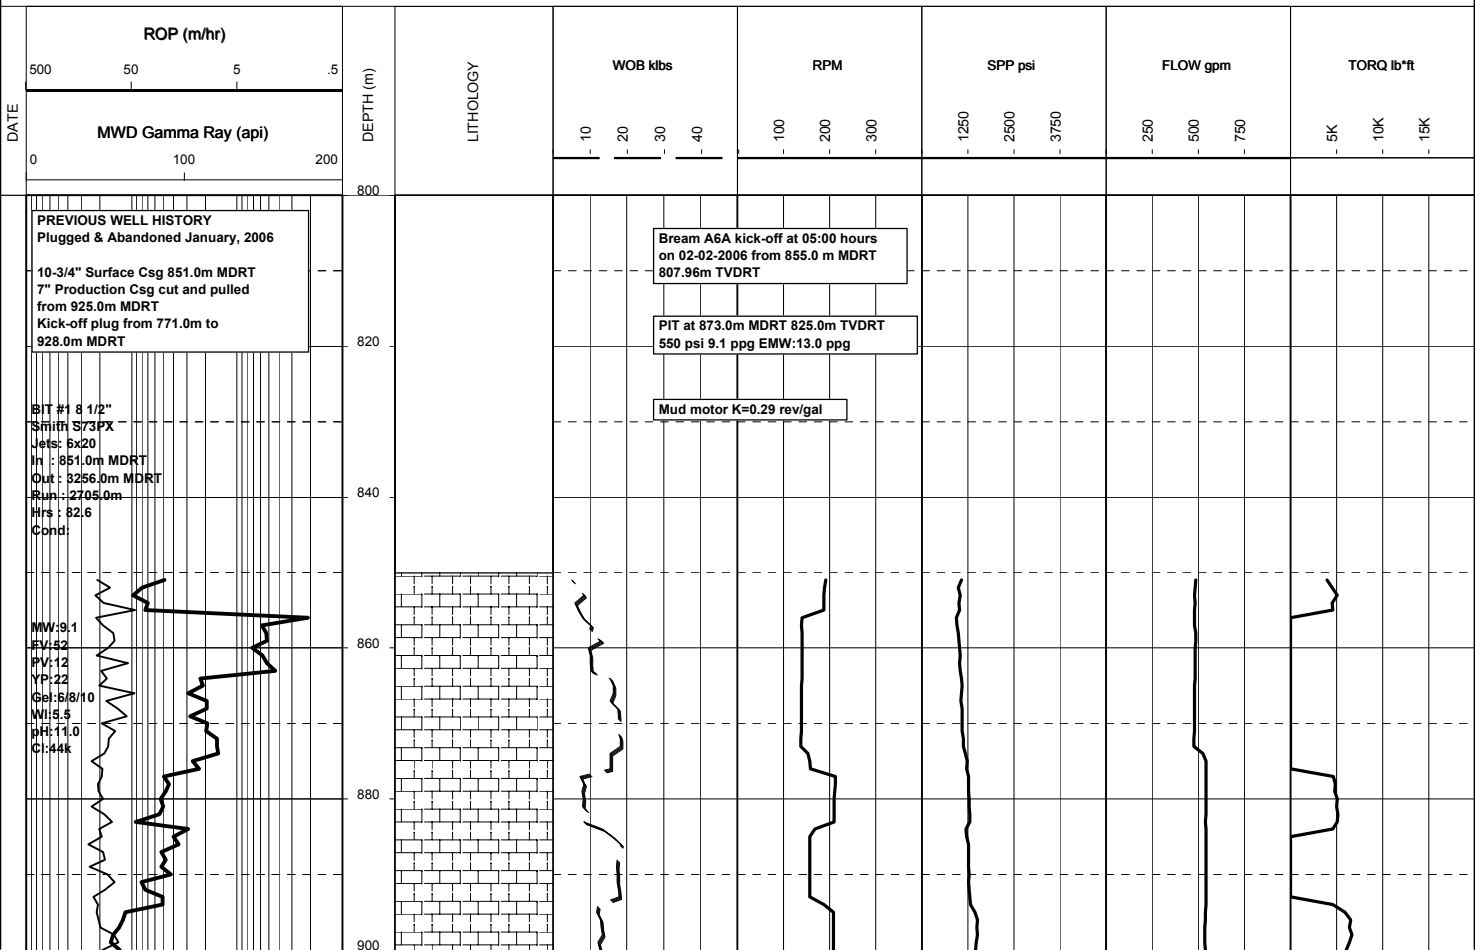 ROP (m/hr)
500 50 5 .5
MWD Gamma Ray (api)
0 100 200
DATE
DEPTH (m)
LITHOLOGY
WOB klbs
10 20 30 40
RPM
100 200 300
SPP psi
1250 2500 3750
FLOW gpm
250 500 750
TORQ lb*ft
5K 10K 15K
800
PREVIOUS WELL HISTORY
Plugged & Abandoned January, 2006
10-3/4" Surface Csg 851.0m MDRT
7" Production Csg cut and pulled
from 925.0m MDRT
Kick-off plug from 771.0m to
928.0m MDRT
Bream A6A kick-off at 05:00 hours
on 02-02-2006 from 855.0 m MDRT
807.96m TVDRT
PIT at 873.0m MDRT 825.0m TVDRT
550 psi 9.1 ppg EMW:13.0 ppg
820
Mud motor K=0.29 rev/gal
BIT #1 8 1/2"
Smith S73PX
Jets: 6x20
In : 851.0m MDRT
Out : 3256.0m MDRT
Run : 2705.0m
Hrs : 82.6
Cond:
840
MW:9.1
FV:52
PV:12
YP:22
Gel:6/8/10
Wl:5.5
pH:11.0
Cl:44k
860
880
900